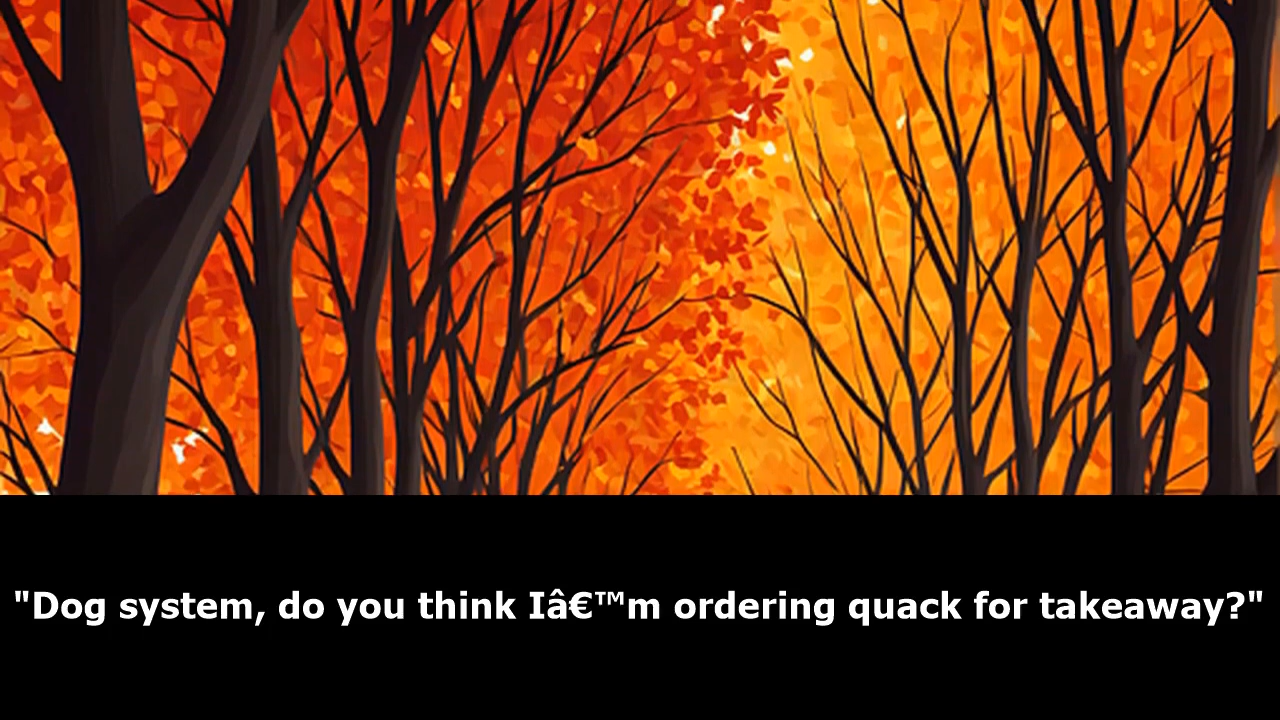 "Dog system, do you think Iâ€™m ordering quack for takeaway?"